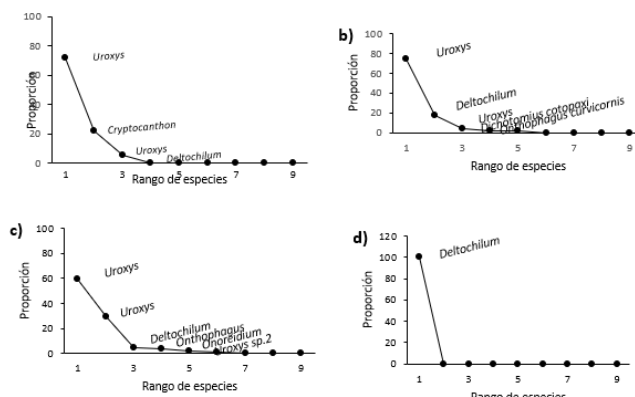 100
80
60
40
20
0
Proporción
Uroxys
Cryptocanthon
Uroxys
Deltochilum
1 3 5 7 9
Rango de especies
b)
100
80
60
40
20
0
Proporción
Uroxys
Deltochilum
Uroxys
Dichotomius cotopaxi
Onthophagus curvicornis
1 3 5 7 9
Rango de especies
c)
100
80
60
40
20
0
Proporción
Uroxys
Uroxys
Deltochilum
Onthophagus
Onoreidium
Uroxys sp.2
1 3 5 7 9
Rango de especies
d)
120
100
80
60
40
20
0
Proporción
Deltochilum
1 3 5 7 9
Rango de especies